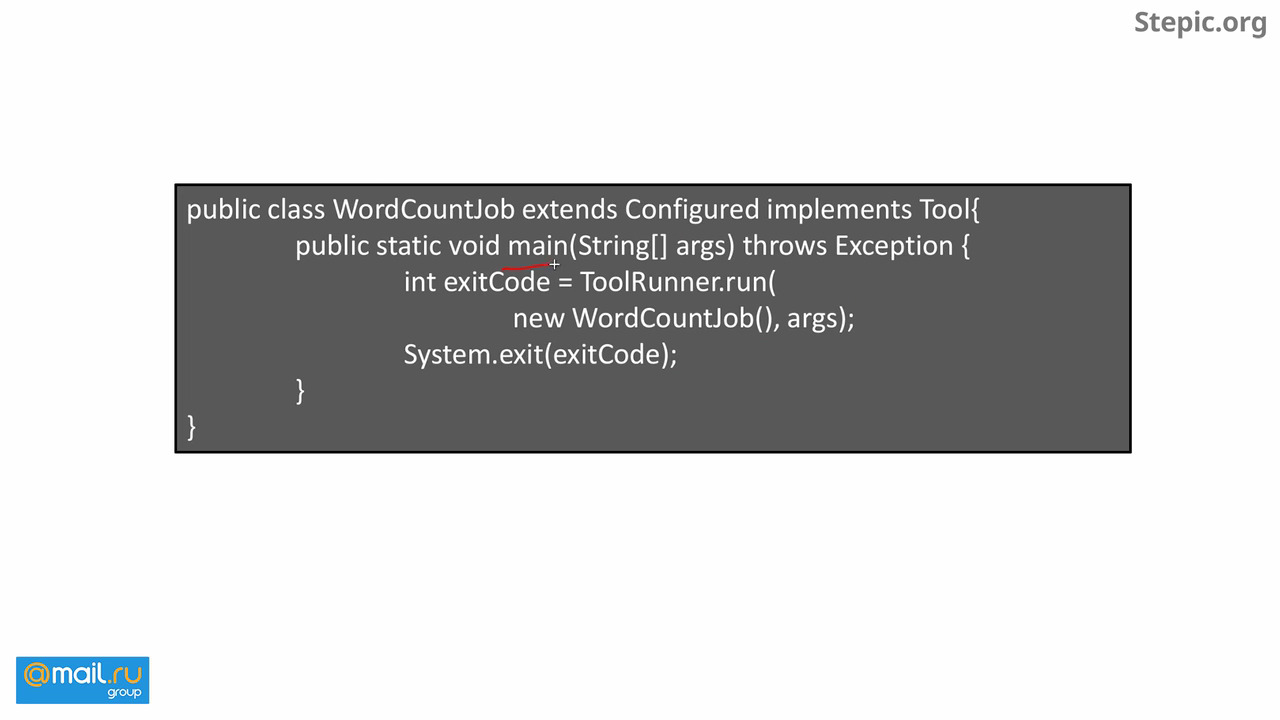 Stepic.org
public class WordCountJob extends Configured implements Tool{
public static void main(String[] args) throws Exception {
int exitCode = ToolRunner.run(
new WordCountJob(), args);
System.exit(exitCode);
}
}
@mail.ru
group